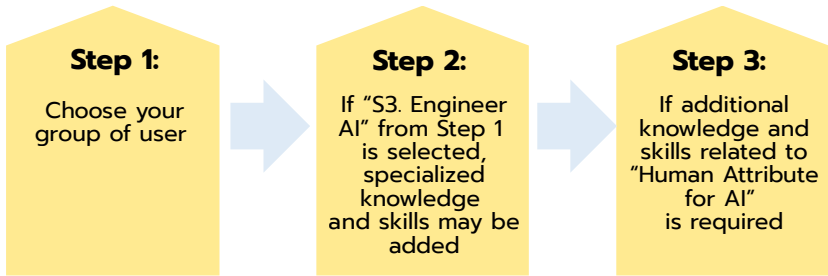 Step 1:
Choose your
group of user
Step 2:
If “S3. Engineer
AI” from Step 1
is selected,
specialized
knowledge
and skills may be
added
Step 3:
If additional
knowledge and
skills related to
“Human Attribute
for AI”
is required